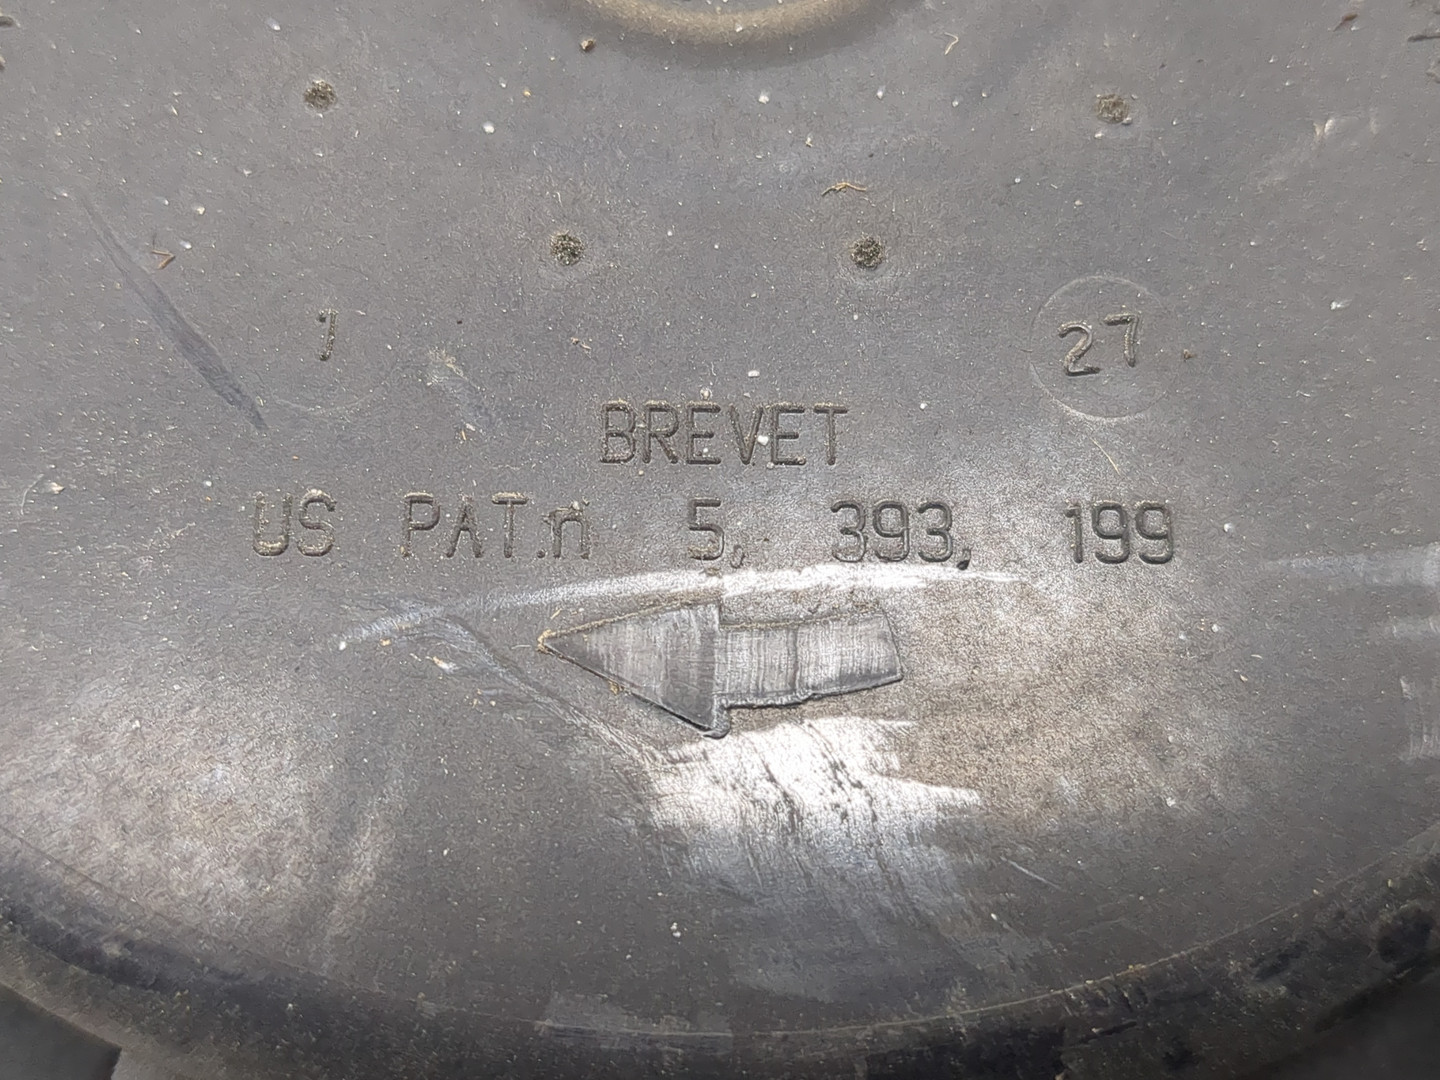 1 27
BREVET
US PAT.n 5, 393, 199